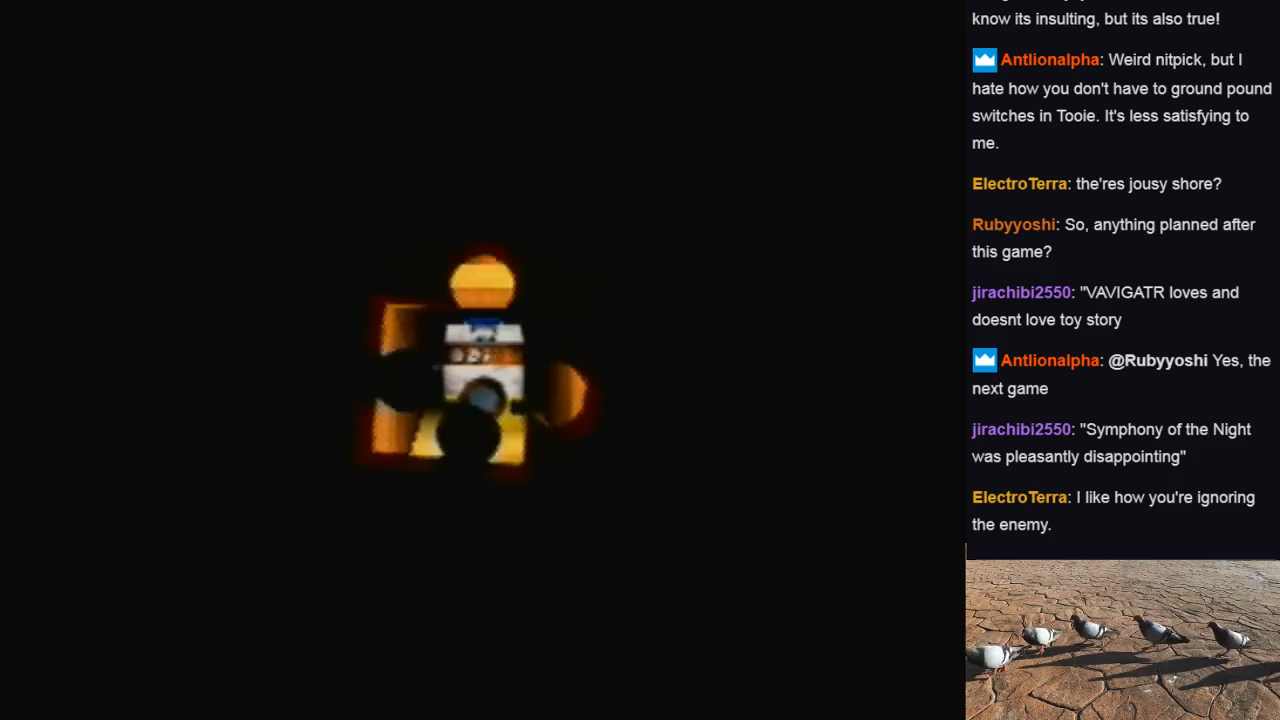 know its insulting, but its also true!
Antlionalpha: Weird nitpick, but I
hate how you don't have to ground pound
switches in Tooie. It's less satisfying to
me.
ElectroTerra: the'res jousy shore?
Rubyyoshi: So, anything planned after
this game?
jirachibi2550: "VAVIGATR loves and
doesnt love toy story
Antlionalpha: @Rubyyoshi Yes, the
next game
jirachibi2550: "Symphony of the Night
was pleasantly disappointing"
ElectroTerra: I like how you're ignoring
the enemy.